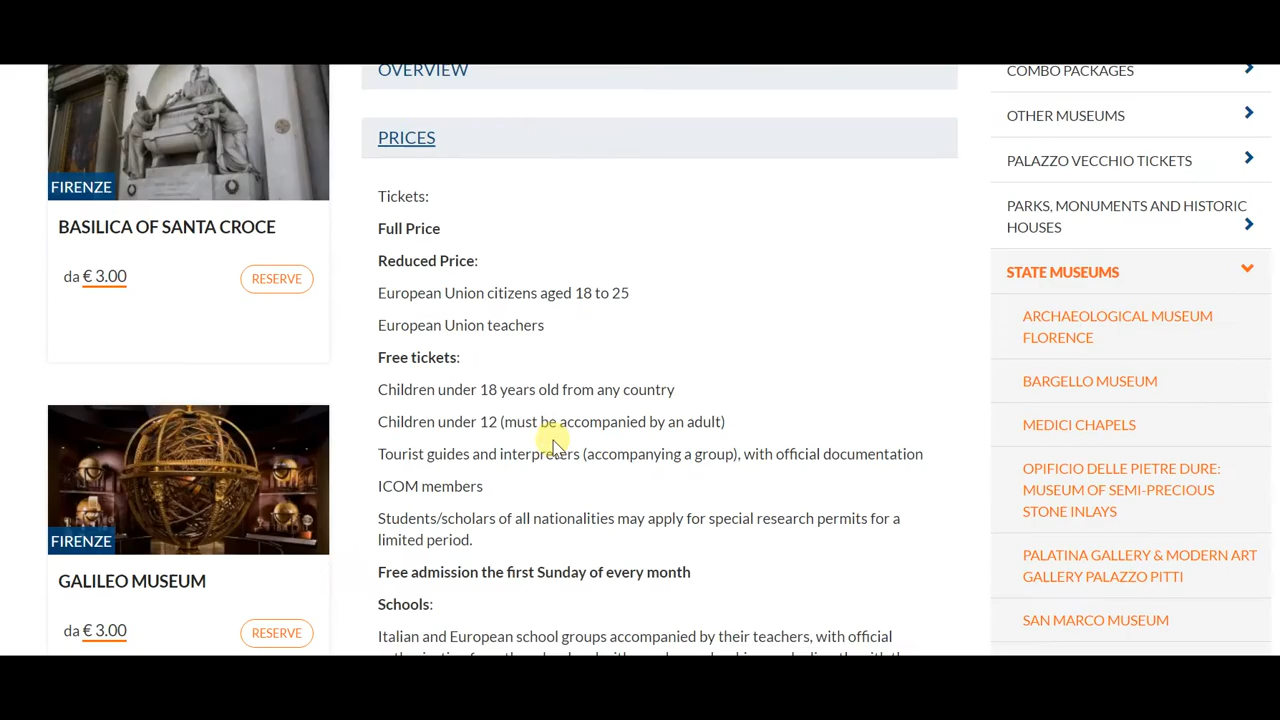 FIRENZE
BASILICA OF SANTA CROCE
da € 3.00
RESERVE
FIRENZE
GALILEO MUSEUM
da € 3.00
RESERVE
OVERVIEW
PRICES
Tickets:
Full Price
Reduced Price:
European Union citizens aged 18 to 25
European Union teachers
Free tickets:
Children under 18 years old from any country
Children under 12 (must be accompanied by an adult)
Tourist guides and interpreters (accompanying a group), with official documentation
ICOM members
Students/scholars of all nationalities may apply for special research permits for a
limited period.
Free admission the first Sunday of every month
Schools:
Italian and European school groups accompanied by their teachers, with official
COMBO PACKAGES
OTHER MUSEUMS
PALAZZO VECCHIO TICKETS
PARKS, MONUMENTS AND HISTORIC
HOUSES
STATE MUSEUMS
ARCHAEOLOGICAL MUSEUM
FLORENCE
BARGELLO MUSEUM
MEDICI CHAPELS
OPIFICIO DELLE PIETRE DURE:
MUSEUM OF SEMI-PRECIOUS
STONE INLAYS
PALATINA GALLERY & MODERN ART
GALLERY PALAZZO PITTI
SAN MARCO MUSEUM